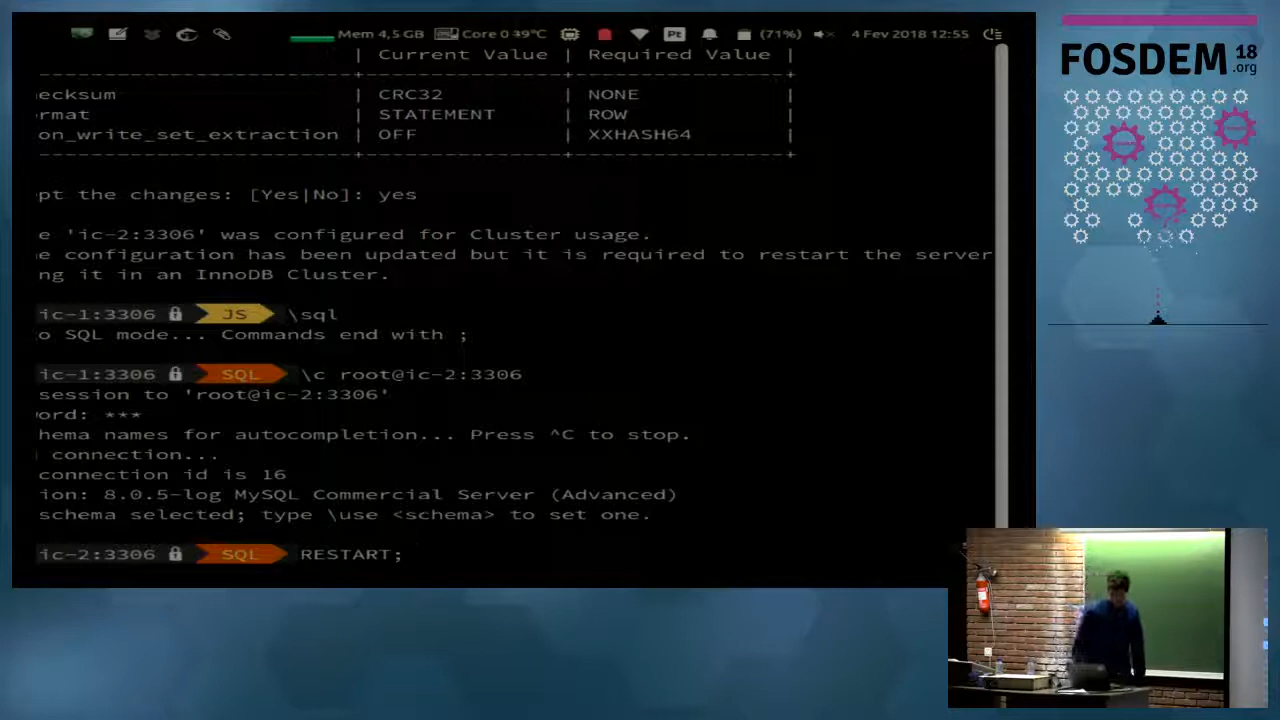 Mem 4,5 GB Core 0 39°C Pt (71%) 4 Fev 2018 12:55
| Current Value | Required Value |
ecksum | CRC32 | NONE |
rmat | STATEMENT | ROW |
on_write_set_extraction | OFF | XXHASH64 |
pt the changes: [Yes|No]: yes
e 'ic-2:3306' was configured for Cluster usage.
e configuration has been updated but it is required to restart the server
ng it in an InnoDB Cluster.
ic-1:3306 JS \sql
o SQL mode... Commands end with ;
ic-1:3306 SQL \c root@ic-2:3306
session to 'root@ic-2:3306'
ord: ***
hema names for autocompletion... Press ^C to stop.
connection...
connection id is 16
ion: 8.0.5-log MySQL Commercial Server (Advanced)
schema selected; type \use <schema> to set one.
ic-2:3306 SQL RESTART;
FOSDEM 18
.org